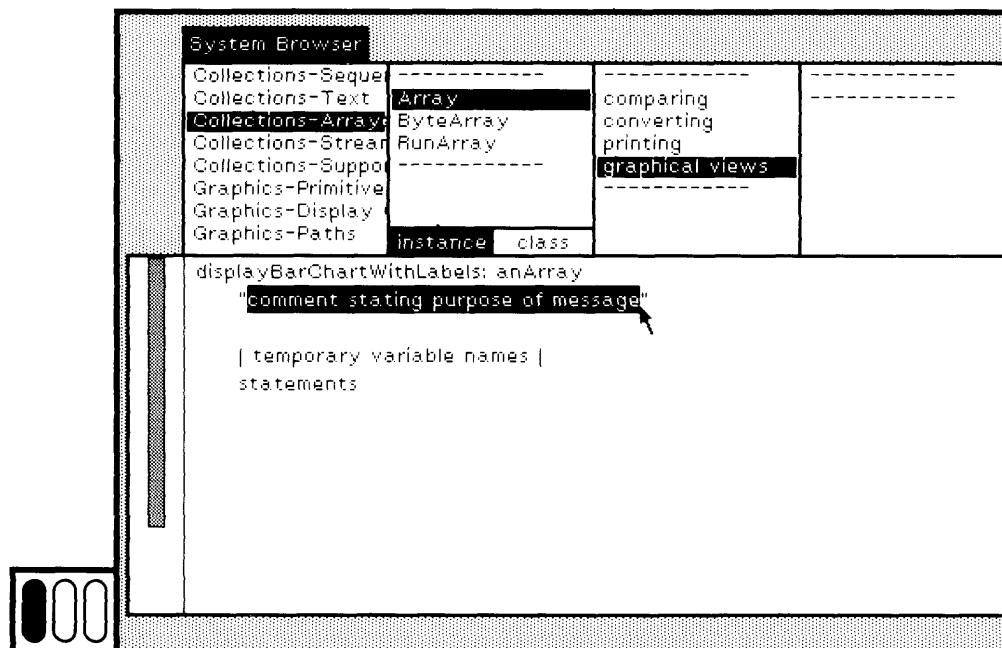 System Browser
Collections-Seque
Collections-Text
Collections-Array
Collections-Stream
Collections-Suppo
Graphics-Primitive
Graphics-Display
Graphics-Paths
------------
Array
ByteArray
RunArray
------------
instance class
------------
comparing
converting
printing
graphical views
------------
------------
------------
displayBarChartWithLabels: anArray
"comment stating purpose of message"
| temporary variable names |
statements